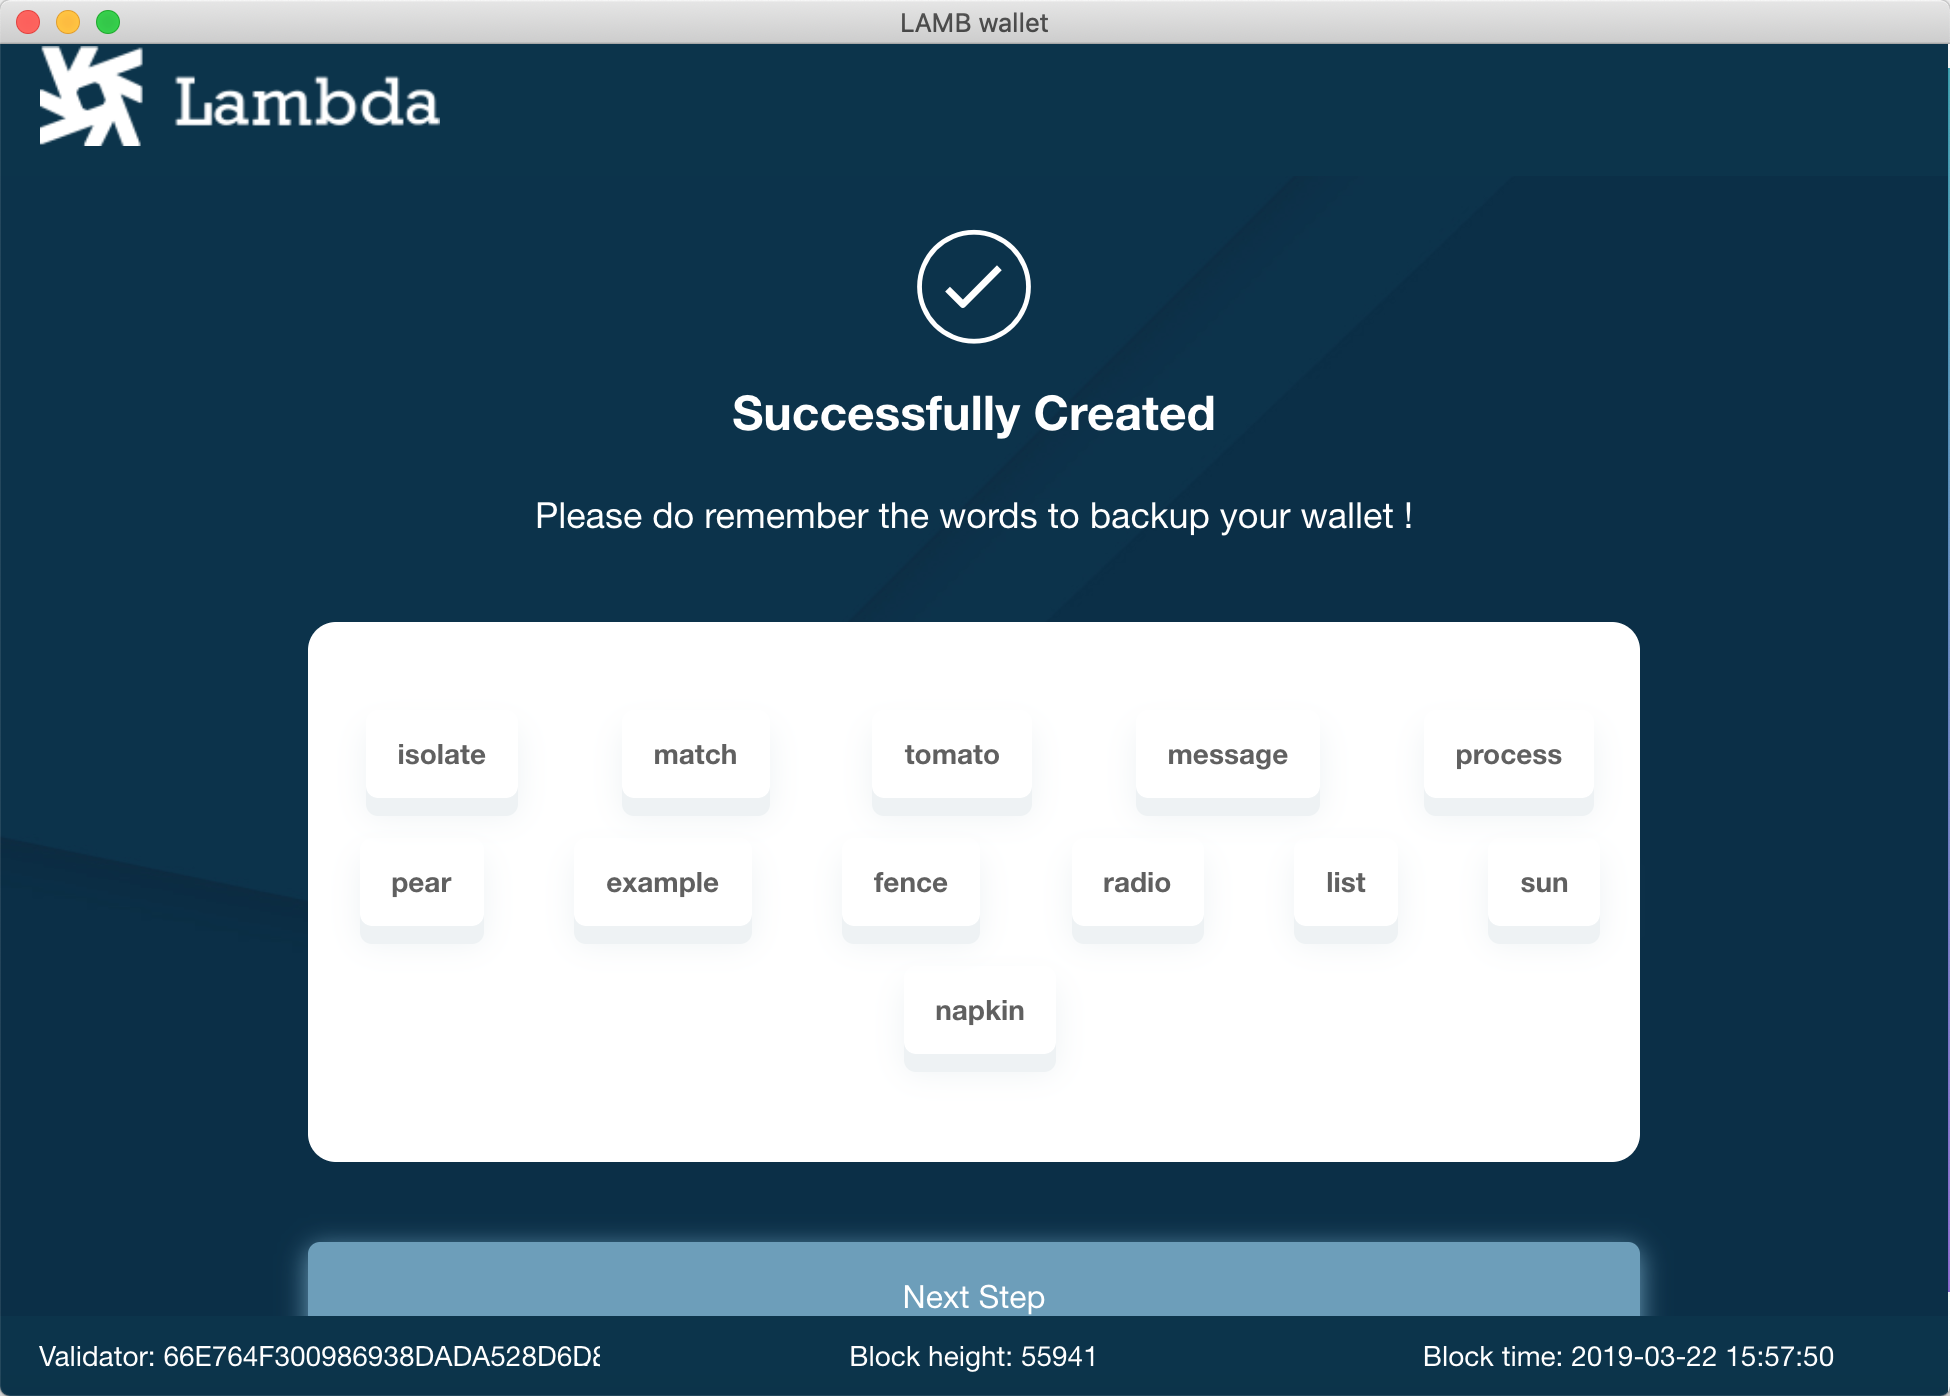 LAMB wallet
Lambda
Successfully Created
Please do remember the words to backup your wallet !
isolate match tomato message process
pear example fence radio list sun
napkin
Next Step
Validator: 66E764F300986938DADA528D6D8 Block height: 55941 Block time: 2019-03-22 15:57:50